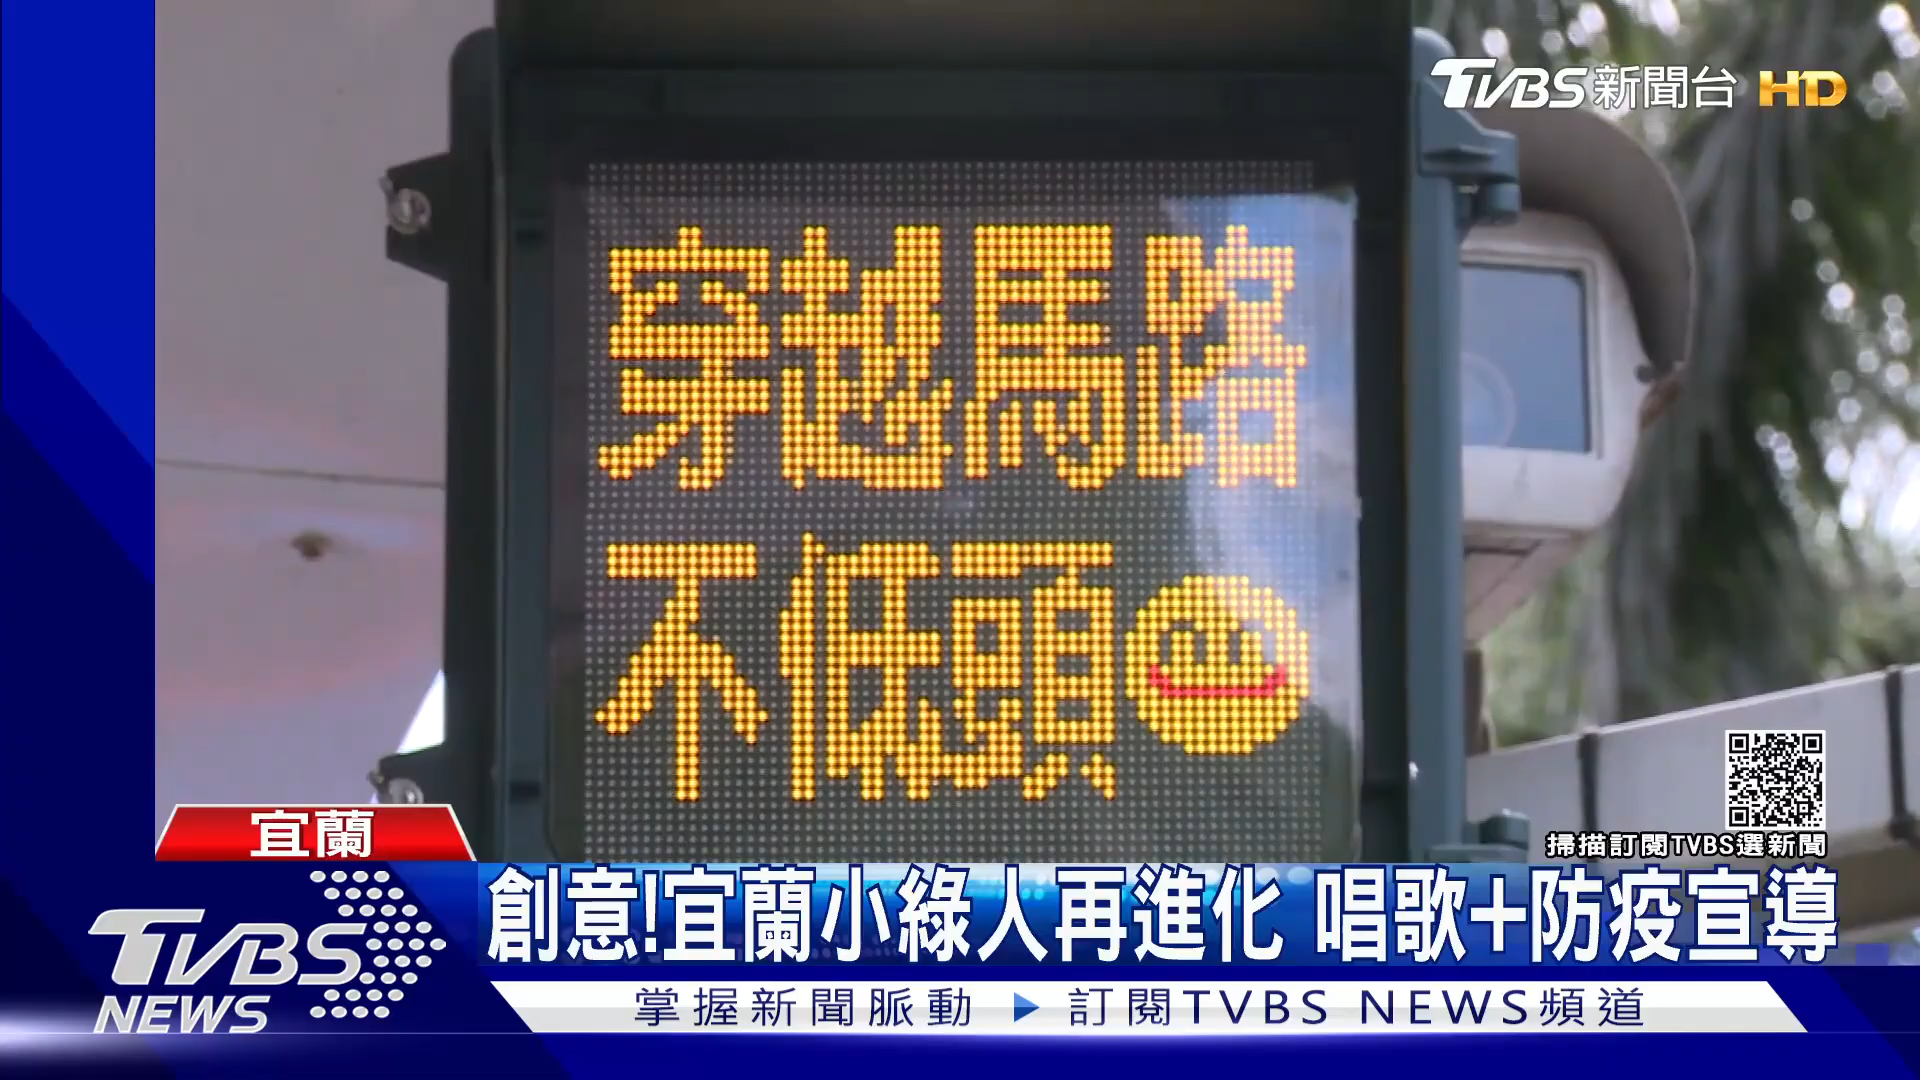 TVBS新聞台 HD
穿越馬路
不低頭
掃描訂閱TVBS選新聞
宜蘭
創意!宜蘭小綠人再進化 唱歌+防疫宣導
TVBS
NEWS
掌握新聞脈動 訂閱TVBS NEWS頻道